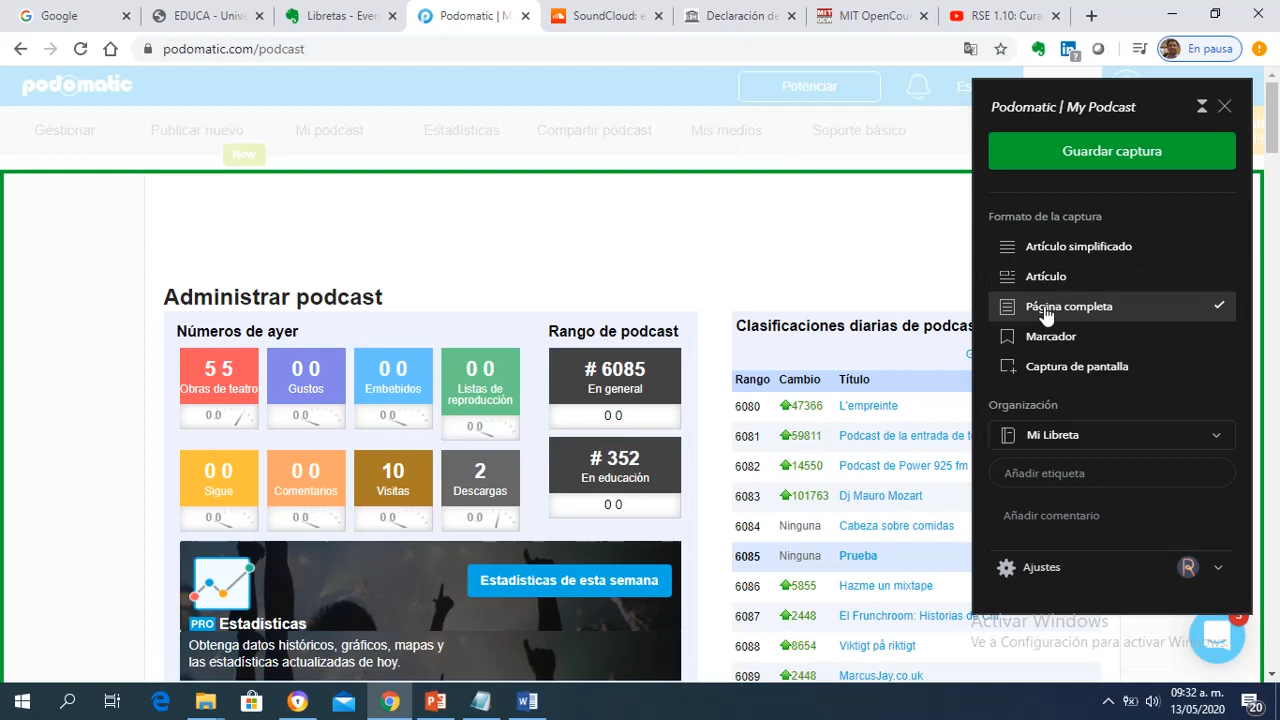 Google
EDUCA - Unive
Libretas - Even
Podomatic | M
SoundCloud: e
Declaración de
MIT OpenCour
RSE 1.10: Cura
podomatic.com/podcast
En pausa
podomatic
Potenciar
Es
Gestionar
Publicar nuevo
Mi podcast
Estadísticas
Compartir podcast
Mis medios
Soporte básico
New
Podomatic | My Podcast
Guardar captura
Formato de la captura
Artículo simplificado
Artículo
Página completa
Marcador
Captura de pantalla
Organización
Mi Libreta
Añadir etiqueta
Añadir comentario
Ajustes
Administrar podcast
Números de ayer
Rango de podcast
5 5
Obras de teatro
0 0
0 0
Gustos
0 0
0 0
Embebidos
0 0
0 0
Listas de
reproducción
0 0
# 6085
En general
0 0
0 0
Sigue
0 0
0 0
Comentarios
0 0
10
Visitas
0 0
2
Descargas
0 0
# 352
En educación
0 0
Estadísticas de esta semana
PRO Estadísticas
Obtenga datos históricos, gráficos, mapas y
las estadísticas actualizadas de hoy.
Clasificaciones diarias de podcas
G
Rango Cambio Título
6080 47366 L'empreinte
6081 59811 Podcast de la entrada de t
6082 14550 Podcast de Power 925 fm
6083 101763 Dj Mauro Mozart
6084 Ninguna Cabeza sobre comidas
6085 Ninguna Prueba
6086 5855 Hazme un mixtape
6087 2448 El Frunchroom: Historias de Chi
6088 8654 Viktigt på riktigt
6089 2448 MarcusJay.co.uk
Activar Windows
Ve a Configuración para activar Windows.
3
09:32 a. m.
13/05/2020
20